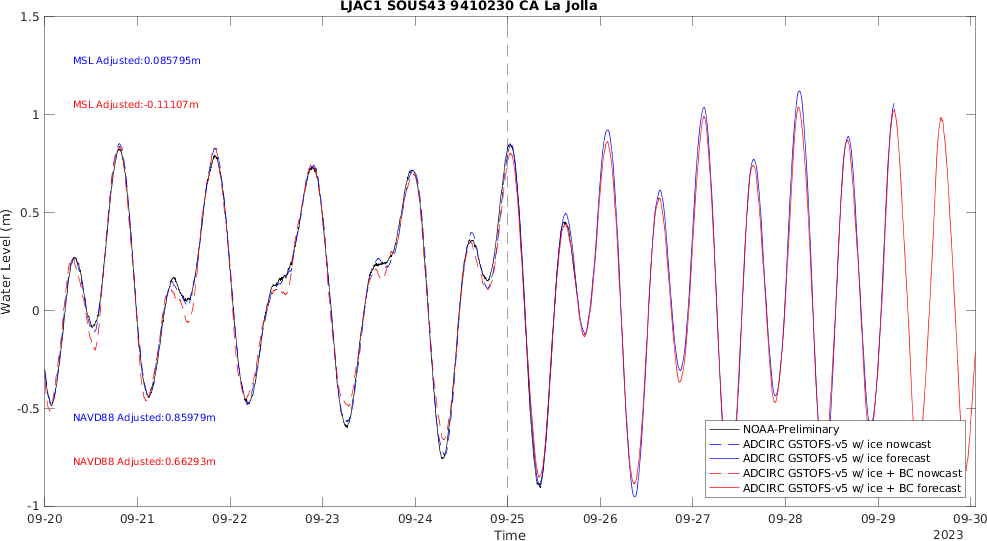 LJAC1 SOUS43 9410230 CA La Jolla
1.5
MSL Adjusted:0.085795m
MSL Adjusted:-0.11107m
1
0.5
Water Level (m)
0
-0.5
NAVD88 Adjusted:0.85979m
NAVD88 Adjusted:0.66293m
NOAA-Preliminary
ADCIRC GSTOFS-v5 w/ ice nowcast
ADCIRC GSTOFS-v5 w/ ice forecast
ADCIRC GSTOFS-v5 w/ ice + BC nowcast
ADCIRC GSTOFS-v5 w/ ice + BC forecast
-1
09-20 09-21 09-22 09-23 09-24 09-25 09-26 09-27 09-28 09-29 09-30
Time
2023